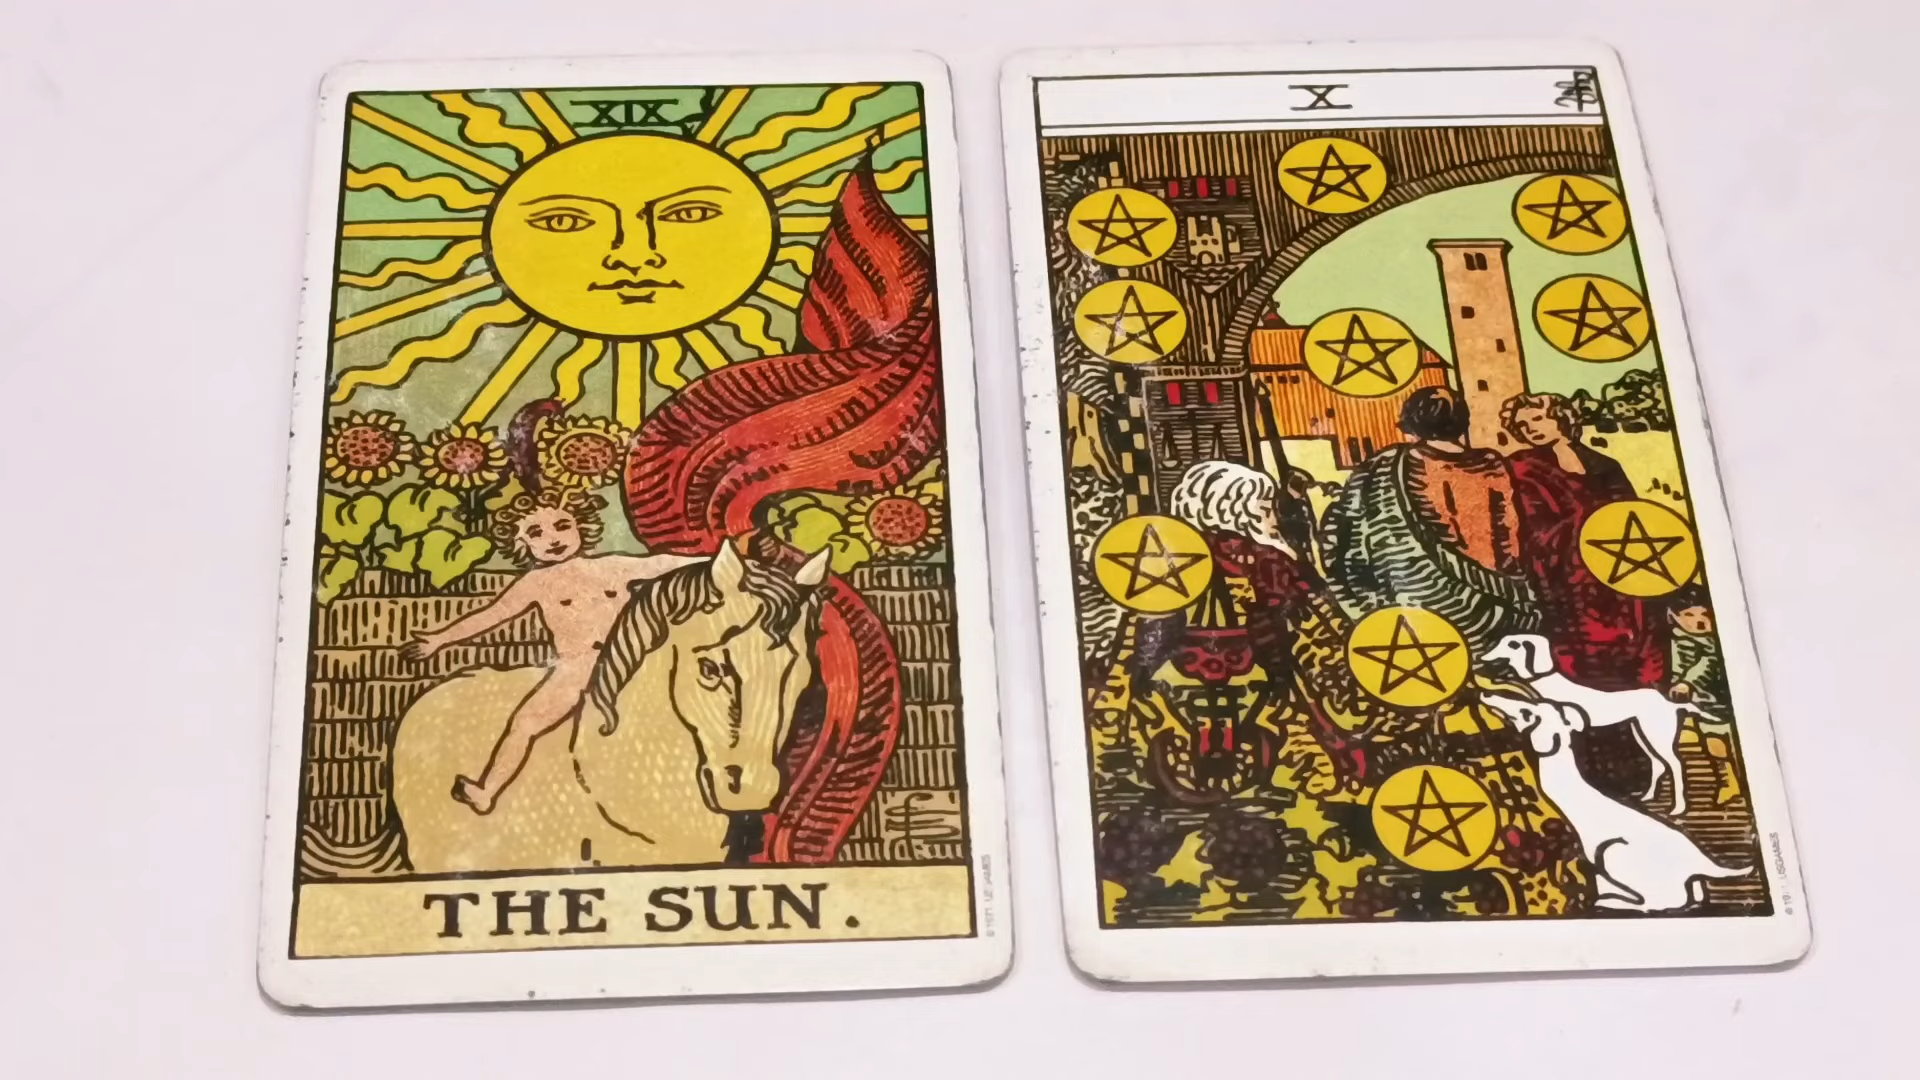 XIX
THE SUN.
X